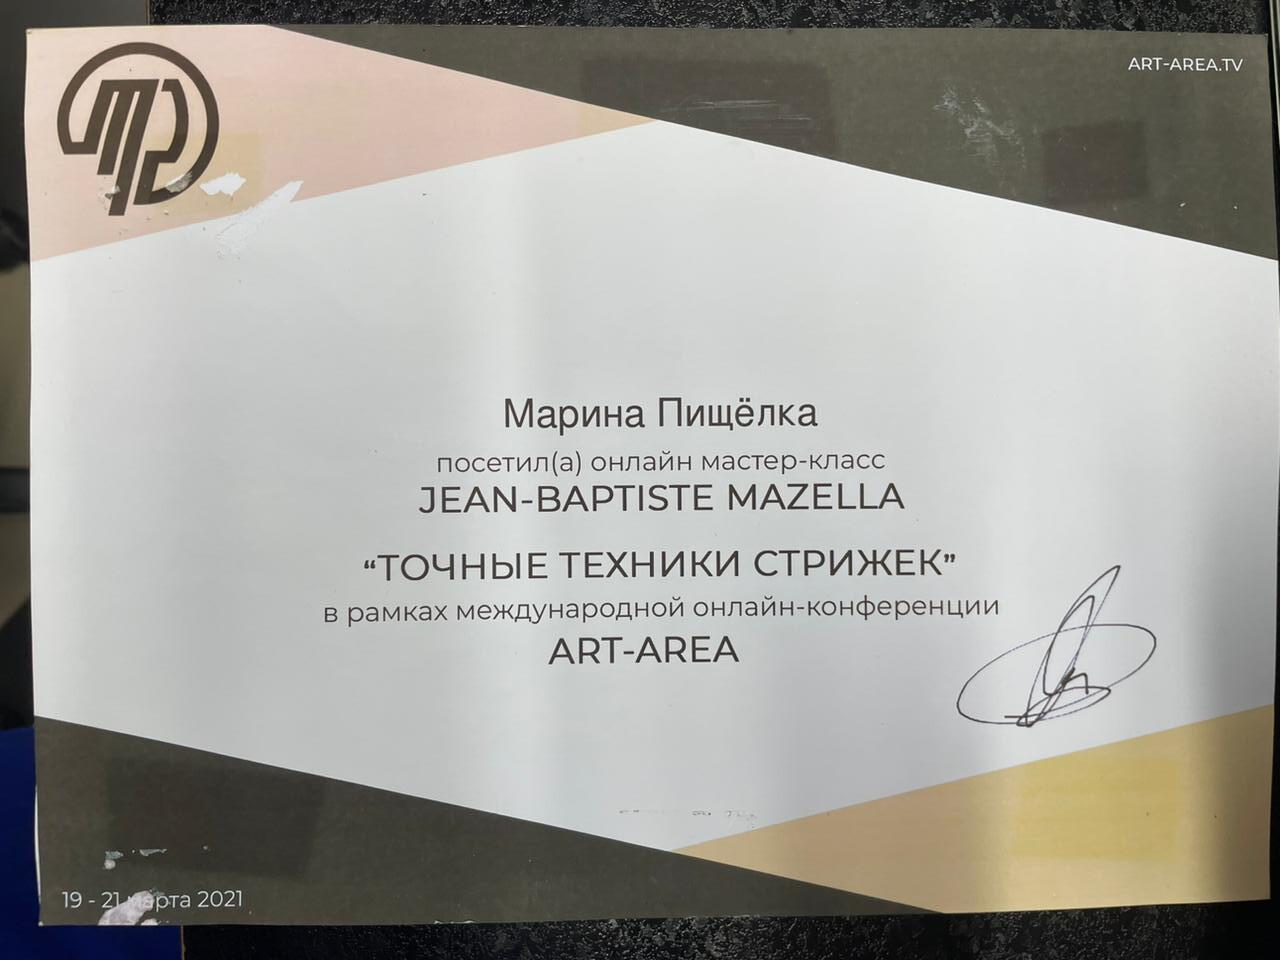 ART-AREA.TV
Марина Пищёлка
посетил(а) онлайн мастер-класс
JEAN-BAPTISTE MAZELLA
“ТОЧНЫЕ ТЕХНИКИ СТРИЖЕК”
в рамках международной онлайн-конференции
ART-AREA
19 - 21 марта 2021